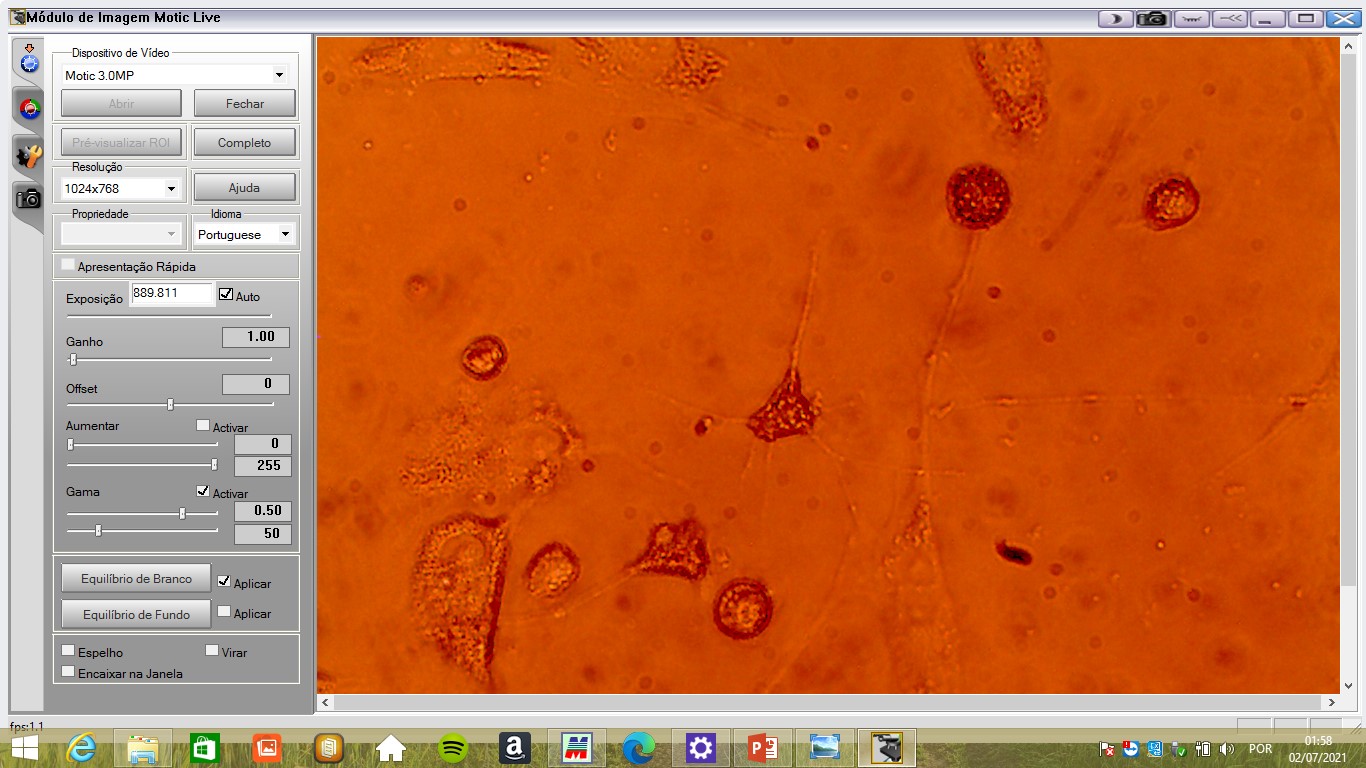 Módulo de Imagem Motic Live
Dispositivo de Vídeo
Motic 3.0MP
Abrir Fechar
Pré-visualizar ROI Completo
Resolução
1024x768 Ajuda
Propriedade Idioma
Portuguese
Apresentação Rápida
Exposição 889.811 Auto
Ganho 1.00
Offset 0
Aumentar Activar
0
255
Gama Activar
0.50
50
Equilíbrio de Branco Aplicar
Equilíbrio de Fundo Aplicar
Espelho Virar
Encaixar na Janela
fps:1.1
POR 01:58
02/07/2021